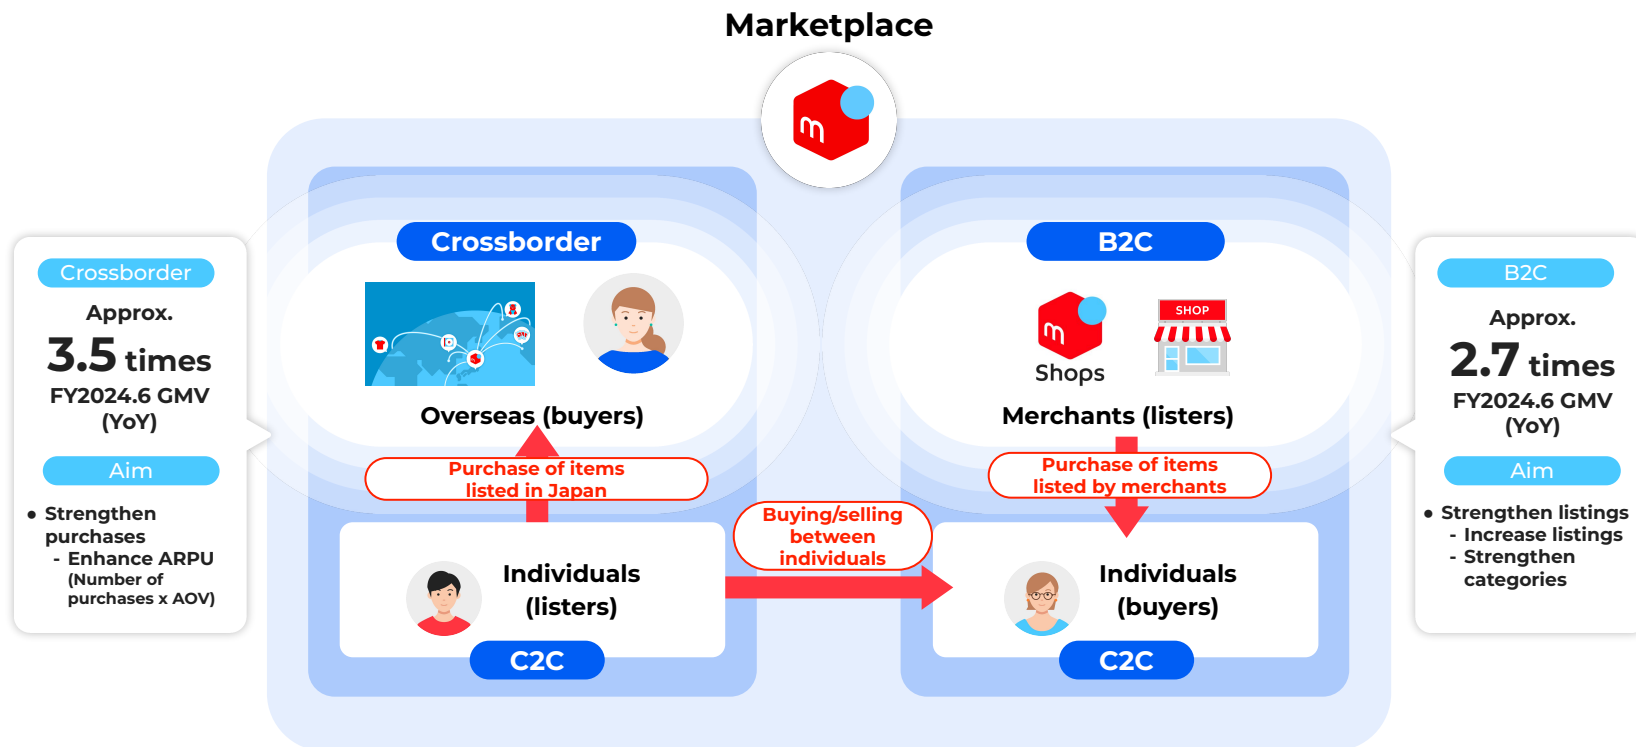 Marketplace
m
Crossborder
Approx.
3.5 times
FY2024.6 GMV
(YoY)
Aim
● Strengthen
purchases
- Enhance ARPU
(Number of
purchases x AOV)
Crossborder
Overseas (buyers)
Purchase of items
listed in Japan
Individuals
(listers)
C2C
Buying/selling
between
individuals
B2C
m
Shops
SHOP
Merchants (listers)
Purchase of items
listed by merchants
Individuals
(buyers)
C2C
B2C
Approx.
2.7 times
FY2024.6 GMV
(YoY)
Aim
● Strengthen listings
- Increase listings
- Strengthen
categories